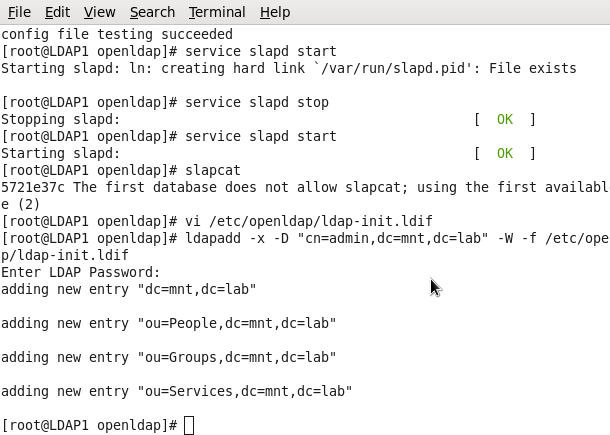 File Edit View Search Terminal Help
config file testing succeeded
[root@LDAP1 openldap]# service slapd start
Starting slapd: ln: creating hard link `/var/run/slapd.pid': File exists
[root@LDAP1 openldap]# service slapd stop
Stopping slapd: [ OK ]
[root@LDAP1 openldap]# service slapd start
Starting slapd: [ OK ]
[root@LDAP1 openldap]# slapcat
5721e37c The first database does not allow slapcat; using the first availabl
e (2)
[root@LDAP1 openldap]# vi /etc/openldap/ldap-init.ldif
[root@LDAP1 openldap]# ldapadd -x -D "cn=admin,dc=mnt,dc=lab" -W -f /etc/ope
p/ldap-init.ldif
Enter LDAP Password:
adding new entry "dc=mnt,dc=lab"
adding new entry "ou=People,dc=mnt,dc=lab"
adding new entry "ou=Groups,dc=mnt,dc=lab"
adding new entry "ou=Services,dc=mnt,dc=lab"
[root@LDAP1 openldap]#